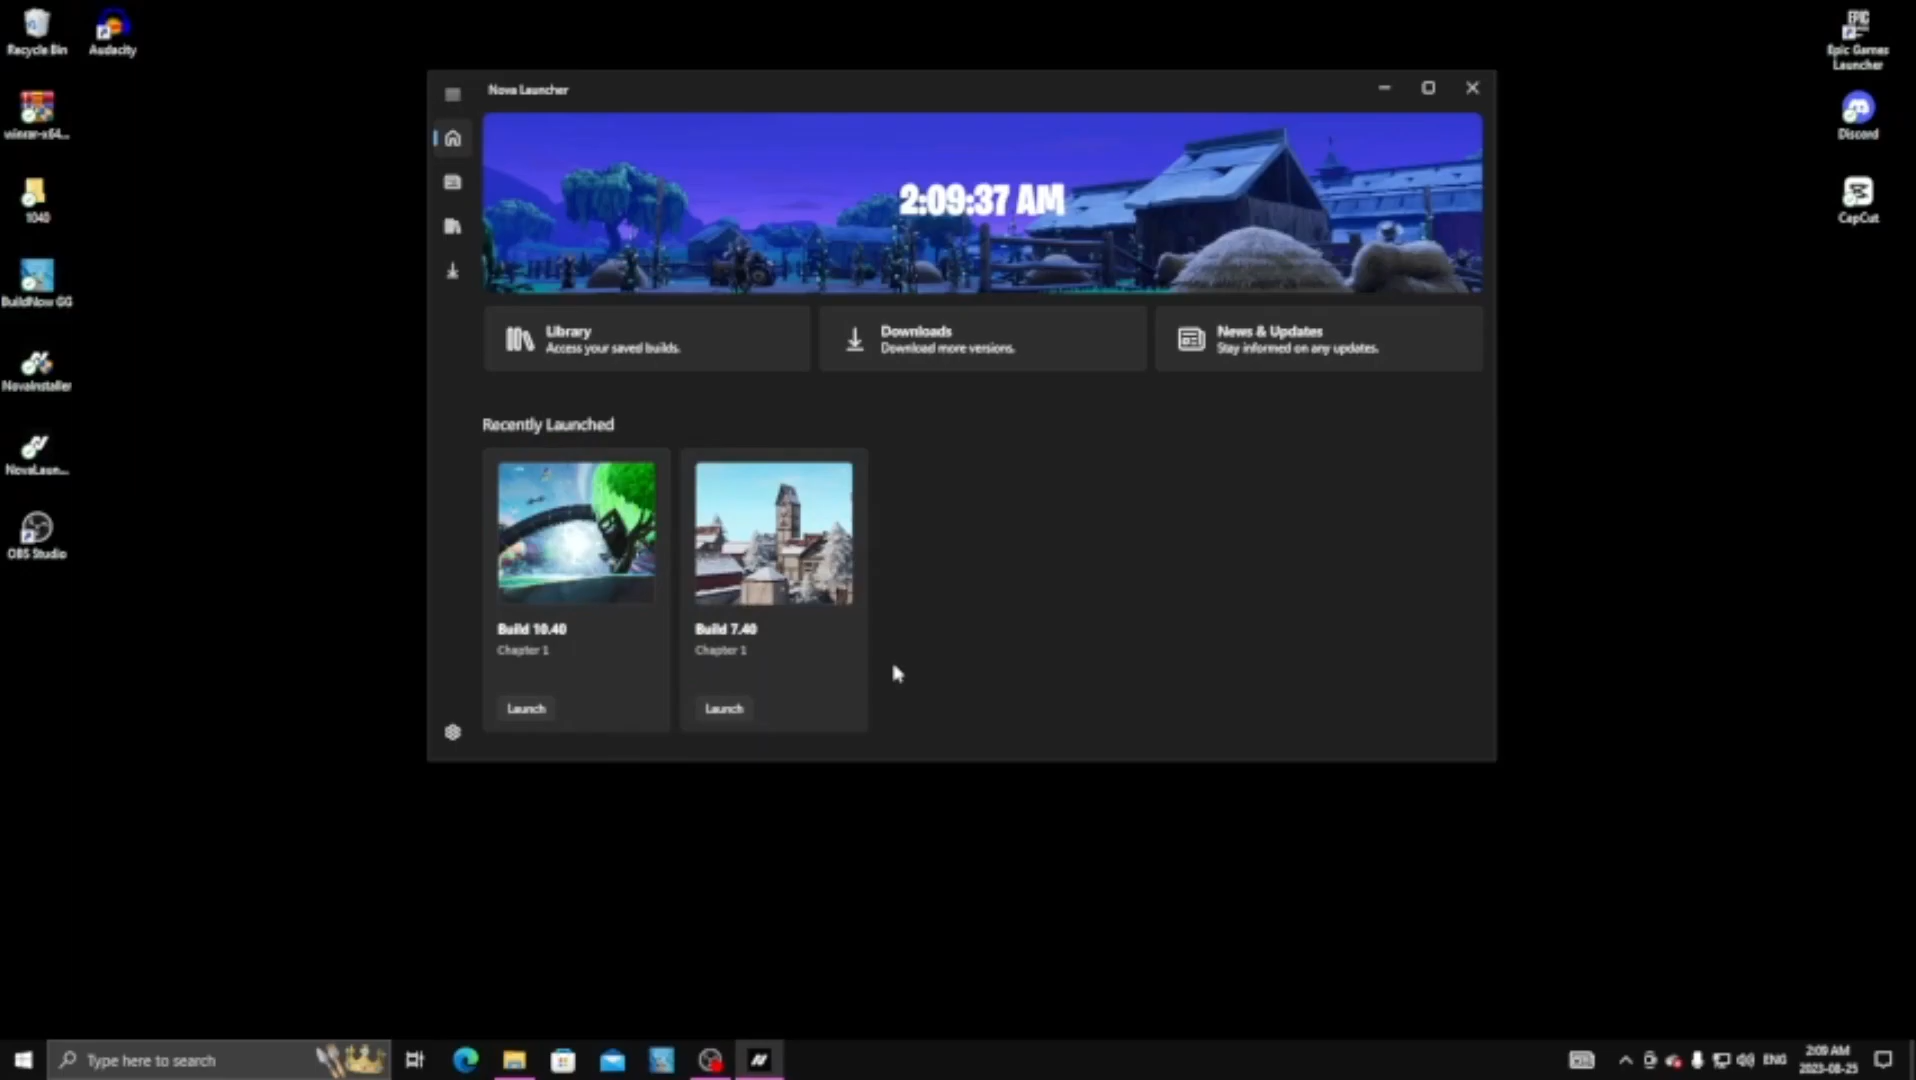 Recycle Bin
Audacity
winrar-x64...
1040
BuildNow GG
NovaInstaller
NovaLaun...
OBS Studio
EPIC
Epic Games
Launcher
Discord
CapCut
Nova Launcher
2:09:37 AM
Library
Access your saved builds.
Downloads
Download more versions.
News & Updates
Stay informed on any updates.
Recently Launched
Build 10.40
Chapter 1
Launch
Build 7.40
Chapter 1
Launch
Type here to search
ENG
2:09 AM
2023-08-25